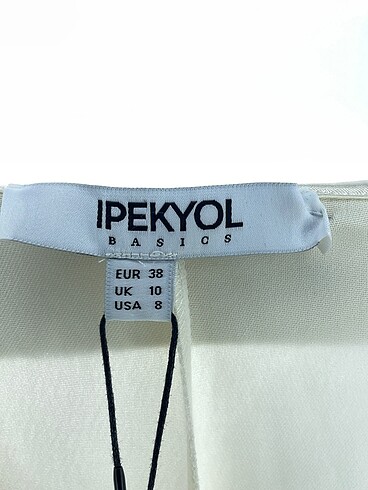 IPEKYOL
BASICS
EUR 38
UK 10
USA 8